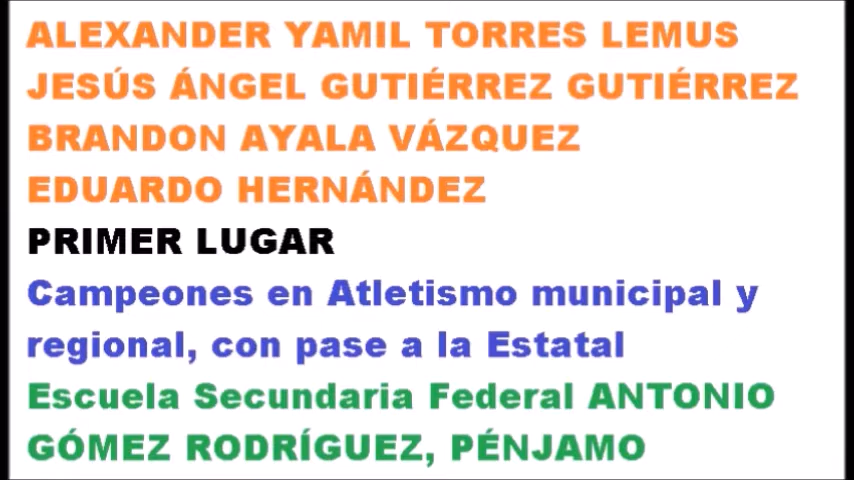 ALEXANDER YAMIL TORRES LEMUS
JESÚS ÁNGEL GUTIÉRREZ GUTIÉRREZ
BRANDON AYALA VÁZQUEZ
EDUARDO HERNÁNDEZ
PRIMER LUGAR
Campeones en Atletismo municipal y
regional, con pase a la Estatal
Escuela Secundaria Federal ANTONIO
GÓMEZ RODRÍGUEZ, PÉNJAMO